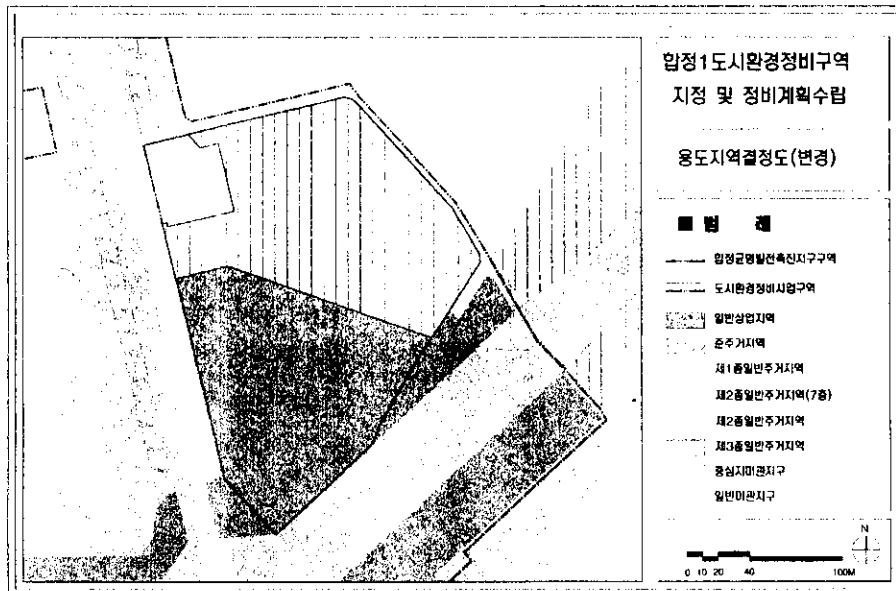 합정1도시환경정비구역
지정 및 정비계획수립
용도지역결정도(변경)
범 례
합정균형발전촉진지구구역
도시환경정비사업구역
일반상업지역
준주거지역
제1종일반주거지역
제2종일반주거지역(7층)
제2종일반주거지역
제3종일반주거지역
중심지미관지구
일반미관지구
N
0 10 20 40 100M